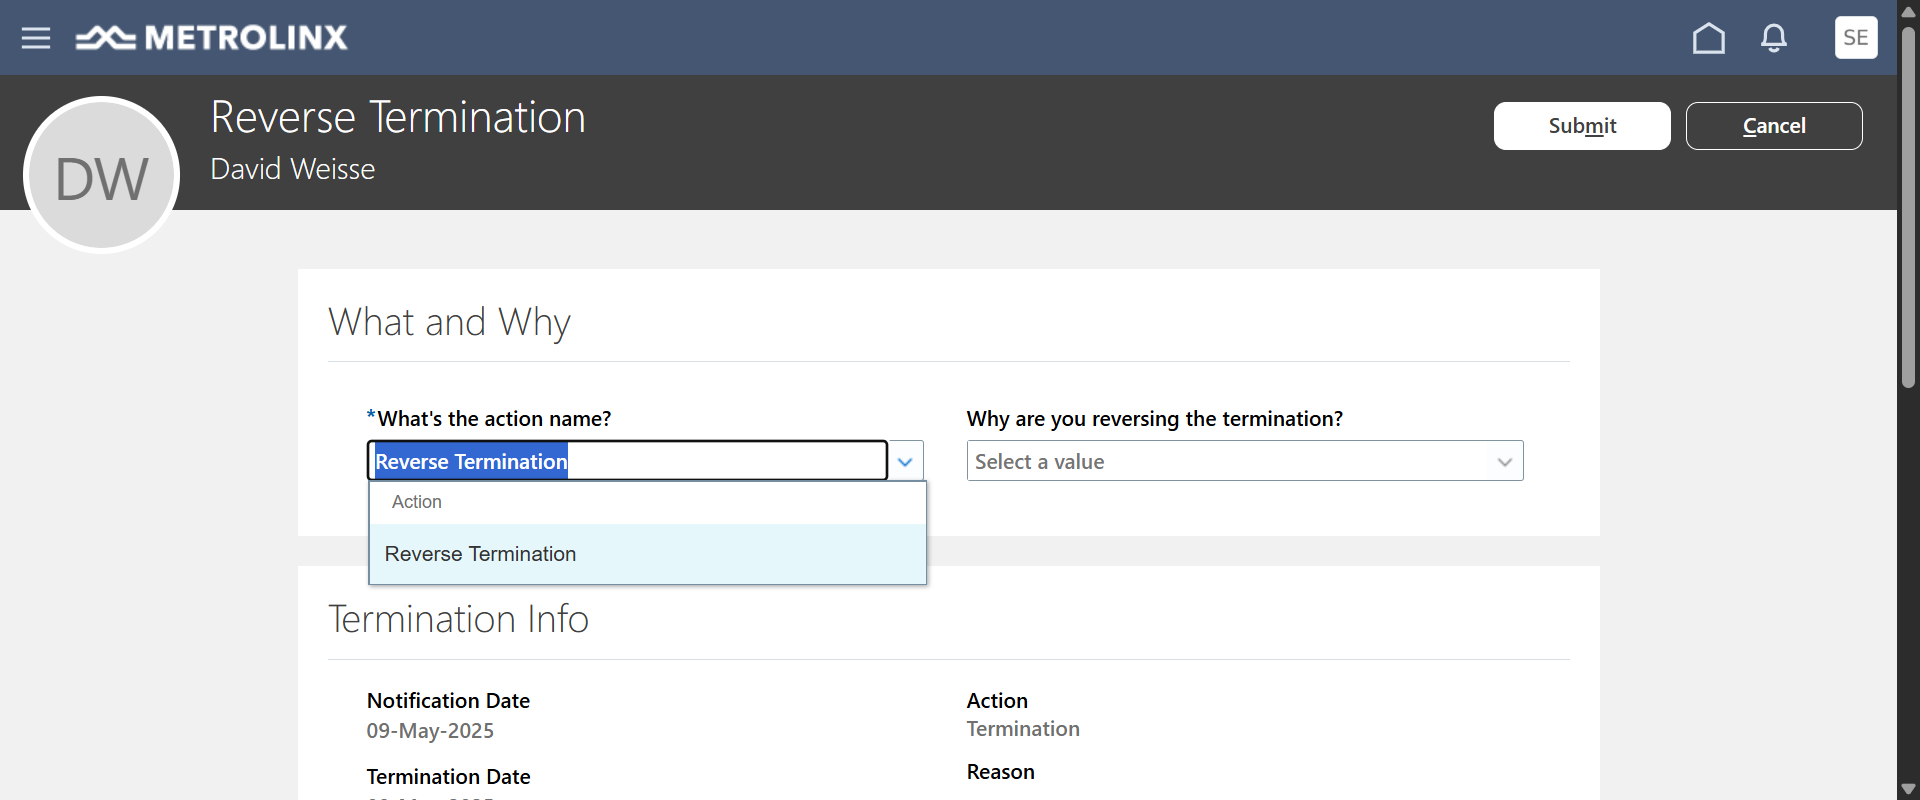 METROLINX
SE
DW
Reverse Termination
David Weisse
Submit
Cancel
What and Why
*What's the action name?
Reverse Termination
Action
Reverse Termination
Why are you reversing the termination?
Select a value
Termination Info
Notification Date
09-May-2025
Action
Termination
Termination Date
Reason